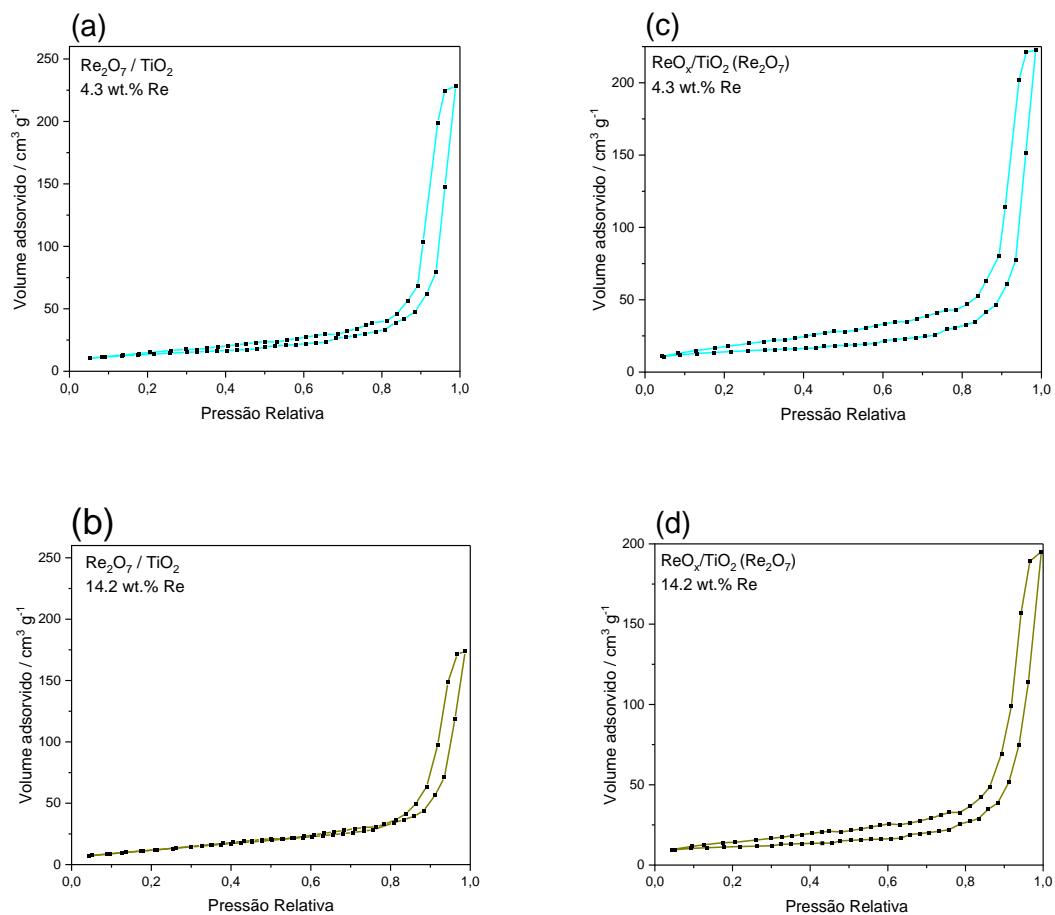 (a)
Re₂O₇ / TiO₂
4.3 wt.% Re
250
200
150
100
50
0
0,0 0,2 0,4 0,6 0,8 1,0
Volume adsorvido / cm³ g⁻¹
Pressão Relativa
(c)
ReOₓ/TiO₂ (Re₂O₇)
4.3 wt.% Re
200
150
100
50
0
0,0 0,2 0,4 0,6 0,8 1,0
Volume adsorvido / cm³ g⁻¹
Pressão Relativa
(b)
Re₂O₇ / TiO₂
14.2 wt.% Re
250
200
150
100
50
0
0,0 0,2 0,4 0,6 0,8 1,0
Volume adsorvido / cm³ g⁻¹
Pressão Relativa
(d)
ReOₓ/TiO₂ (Re₂O₇)
14.2 wt.% Re
200
150
100
50
0
0,0 0,2 0,4 0,6 0,8 1,0
Volume adsorvido / cm³ g⁻¹
Pressão Relativa